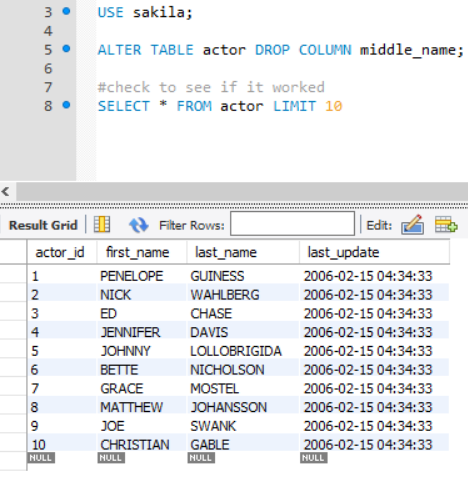 3 USE sakila;
4
5 ALTER TABLE actor DROP COLUMN middle_name;
6
7 #check to see if it worked
8 SELECT * FROM actor LIMIT 10
Result Grid Filter Rows: Edit:
actor_id first_name last_name last_update
1 PENELOPE GUINESS 2006-02-15 04:34:33
2 NICK WAHLBERG 2006-02-15 04:34:33
3 ED CHASE 2006-02-15 04:34:33
4 JENNIFER DAVIS 2006-02-15 04:34:33
5 JOHNNY LOLLOBRIGIDA 2006-02-15 04:34:33
6 BETTE NICHOLSON 2006-02-15 04:34:33
7 GRACE MOSTEL 2006-02-15 04:34:33
8 MATTHEW JOHANSSON 2006-02-15 04:34:33
9 JOE SWANK 2006-02-15 04:34:33
10 CHRISTIAN GABLE 2006-02-15 04:34:33
NULL NULL NULL NULL